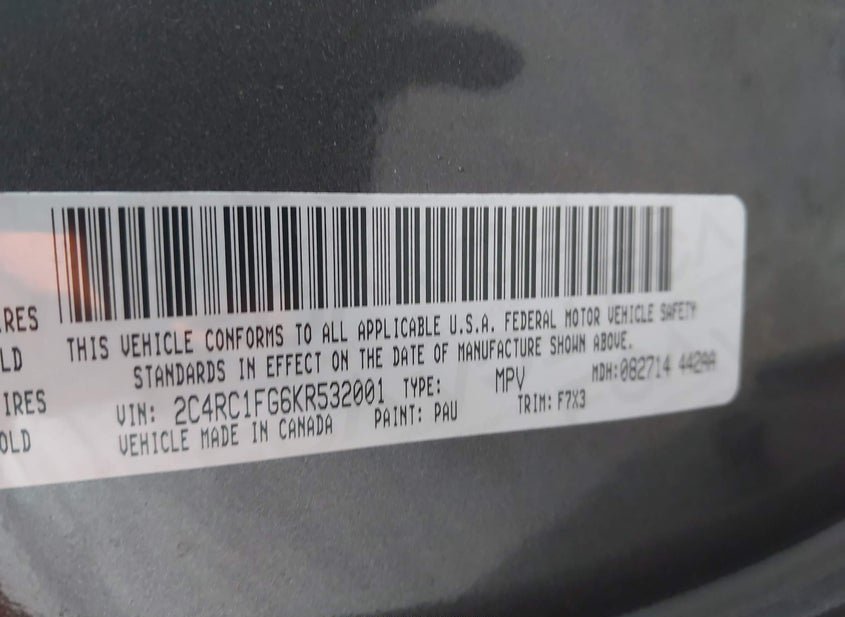 RES
LD
IRES
OLD
THIS VEHICLE CONFORMS TO ALL APPLICABLE U.S.A. FEDERAL MOTOR VEHICLE SAFETY
STANDARDS IN EFFECT ON THE DATE OF MANUFACTURE SHOWN ABOVE.
MDH:082714 442AA
VIN: 2C4RC1FG6KR532001 TYPE: MPV
VEHICLE MADE IN CANADA PAINT: PAU TRIM: F7X3